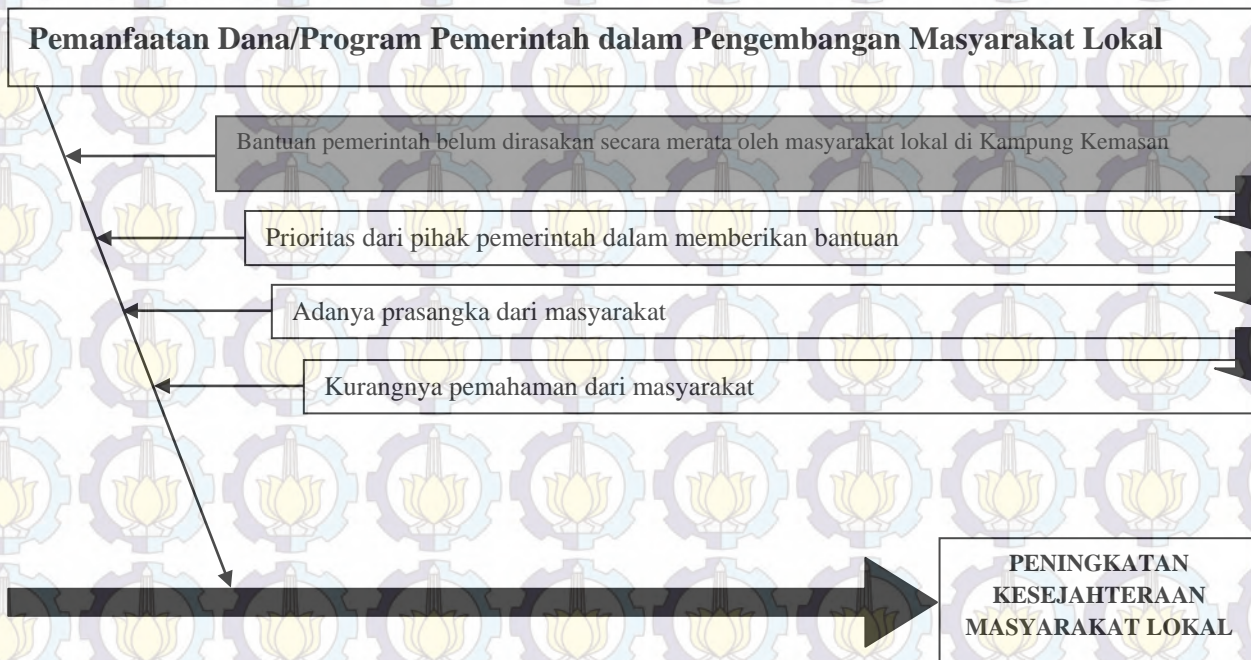 Pemanfaatan Dana/Program Pemerintah dalam Pengembangan Masyarakat Lokal
Bantuan pemerintah belum dirasakan secara merata oleh masyarakat lokal di Kampung Kemasan
Prioritas dari pihak pemerintah dalam memberikan bantuan
Adanya prasangka dari masyarakat
Kurangnya pemahaman dari masyarakat
PENINGKATAN
KESEJAHTERAAN
MASYARAKAT LOKAL